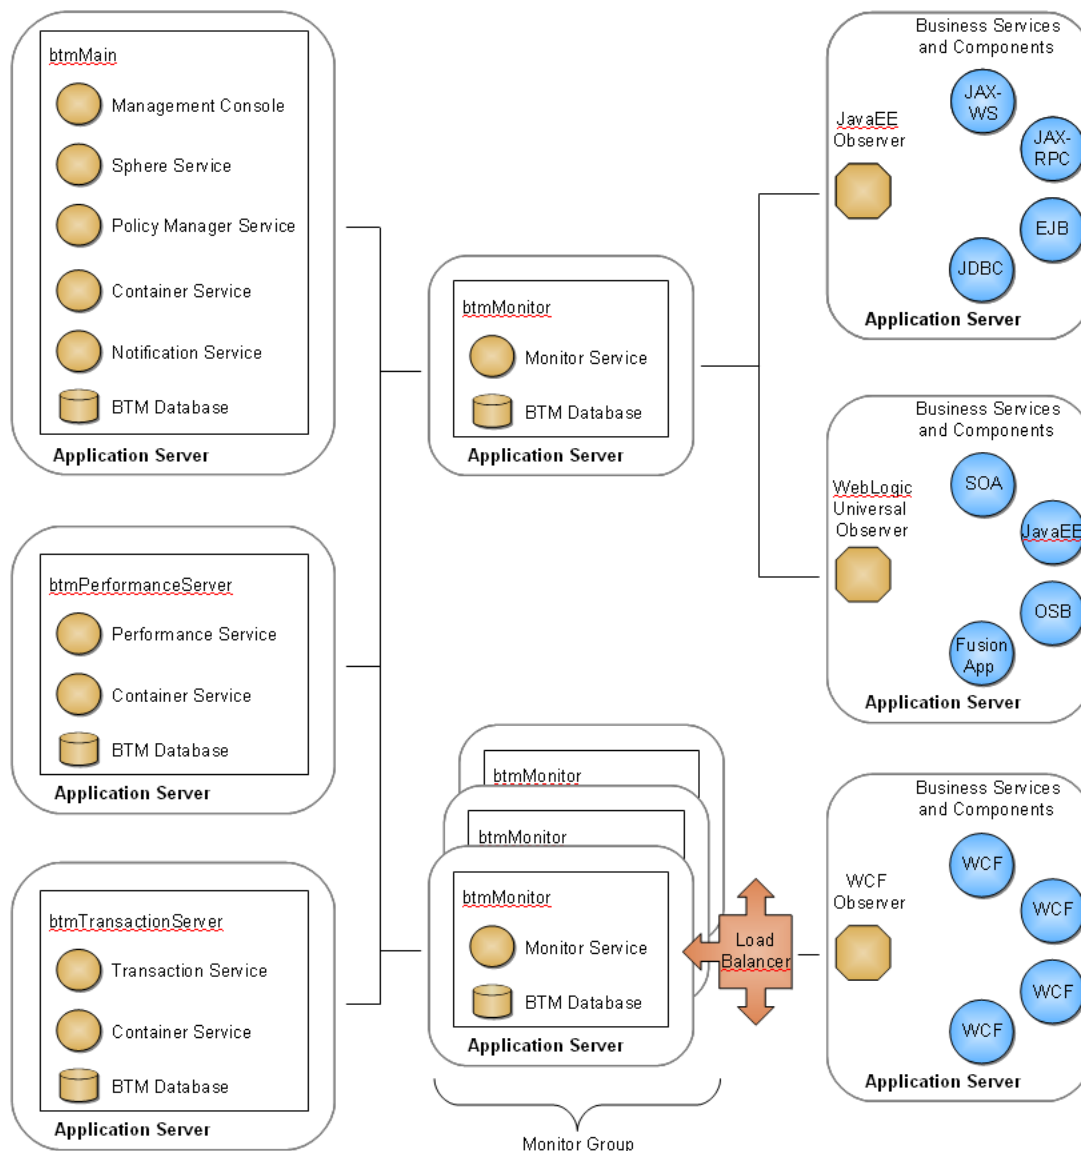 btmMain
Management Console
Sphere Service
Policy Manager Service
Container Service
Notification Service
BTM Database
Application Server
btmPerformanceServer
Performance Service
Container Service
BTM Database
Application Server
btmTransactionServer
Transaction Service
Container Service
BTM Database
Application Server
btmMonitor
Monitor Service
BTM Database
Application Server
btmMonitor
btmMonitor
btmMonitor
Monitor Service
BTM Database
Application Server
Monitor Group
Load
Balancer
Business Services
and Components
JavaEE
Observer
JAX-
WS
JAX-
RPC
EJB
JDBC
Application Server
Business Services
and Components
WebLogic
Universal
Observer
SOA
JavaEE
OSB
Fusion
App
Application Server
Business Services
and Components
WCF
Observer
WCF
WCF
WCF
WCF
Application Server